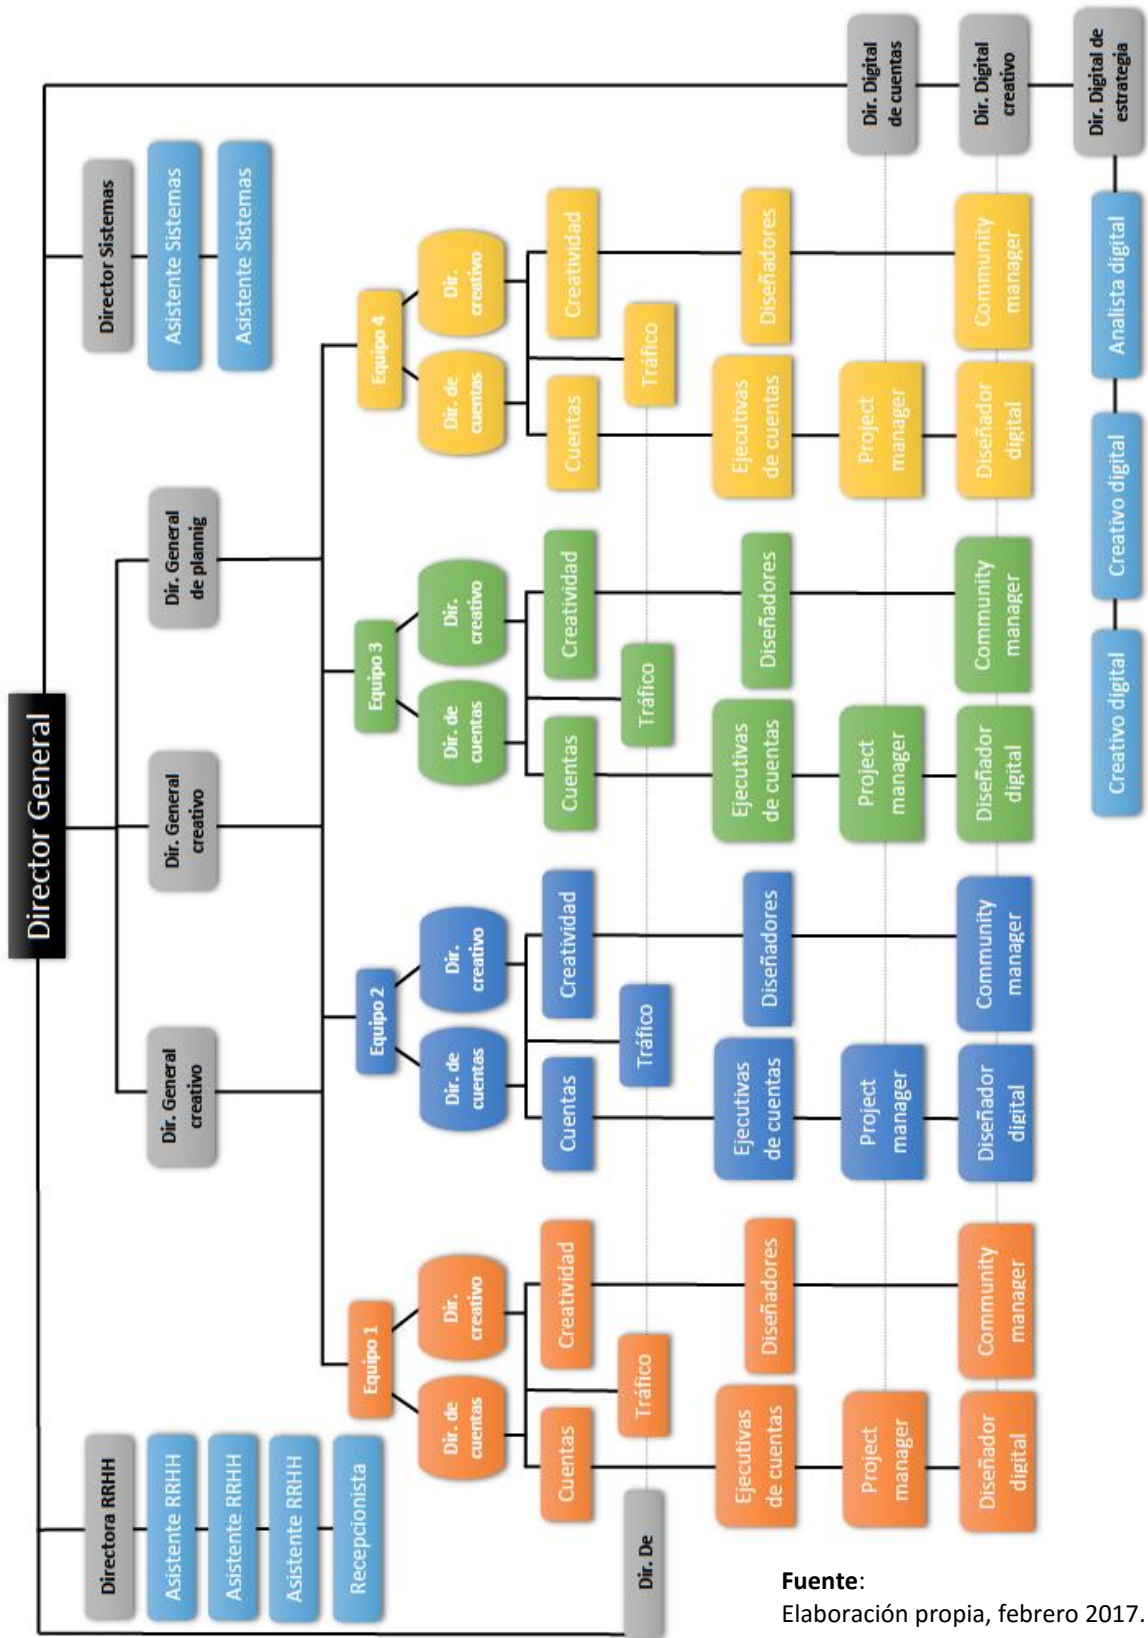 Director General
Directora RRHH
Asistente RRHH
Asistente RRHH
Asistente RRHH
Recepcionista
Dir. General
creativo
Dir. General
creativo
Dir. General
de plannig
Director Sistemas
Asistente Sistemas
Asistente Sistemas
Equipo 1
Dir. de
cuentas
Dir.
creativo
Cuentas
Creatividad
Tráfico
Ejecutivas
de cuentas
Diseñadores
Project
manager
Diseñador
digital
Community
manager
Equipo 2
Dir. de
cuentas
Dir.
creativo
Cuentas
Creatividad
Tráfico
Ejecutivas
de cuentas
Diseñadores
Project
manager
Diseñador
digital
Community
manager
Equipo 3
Dir. de
cuentas
Dir.
creativo
Cuentas
Creatividad
Tráfico
Ejecutivas
de cuentas
Diseñadores
Project
manager
Diseñador
digital
Community
manager
Equipo 4
Dir. de
cuentas
Dir.
creativo
Cuentas
Creatividad
Tráfico
Ejecutivas
de cuentas
Diseñadores
Project
manager
Diseñador
digital
Community
manager
Dir. De
Dir. Digital
de cuentas
Dir. Digital
creativo
Dir. Digital de
estrategia
Creativo digital
Creativo digital
Analista digital
Fuente:
Elaboración propia, febrero 2017.